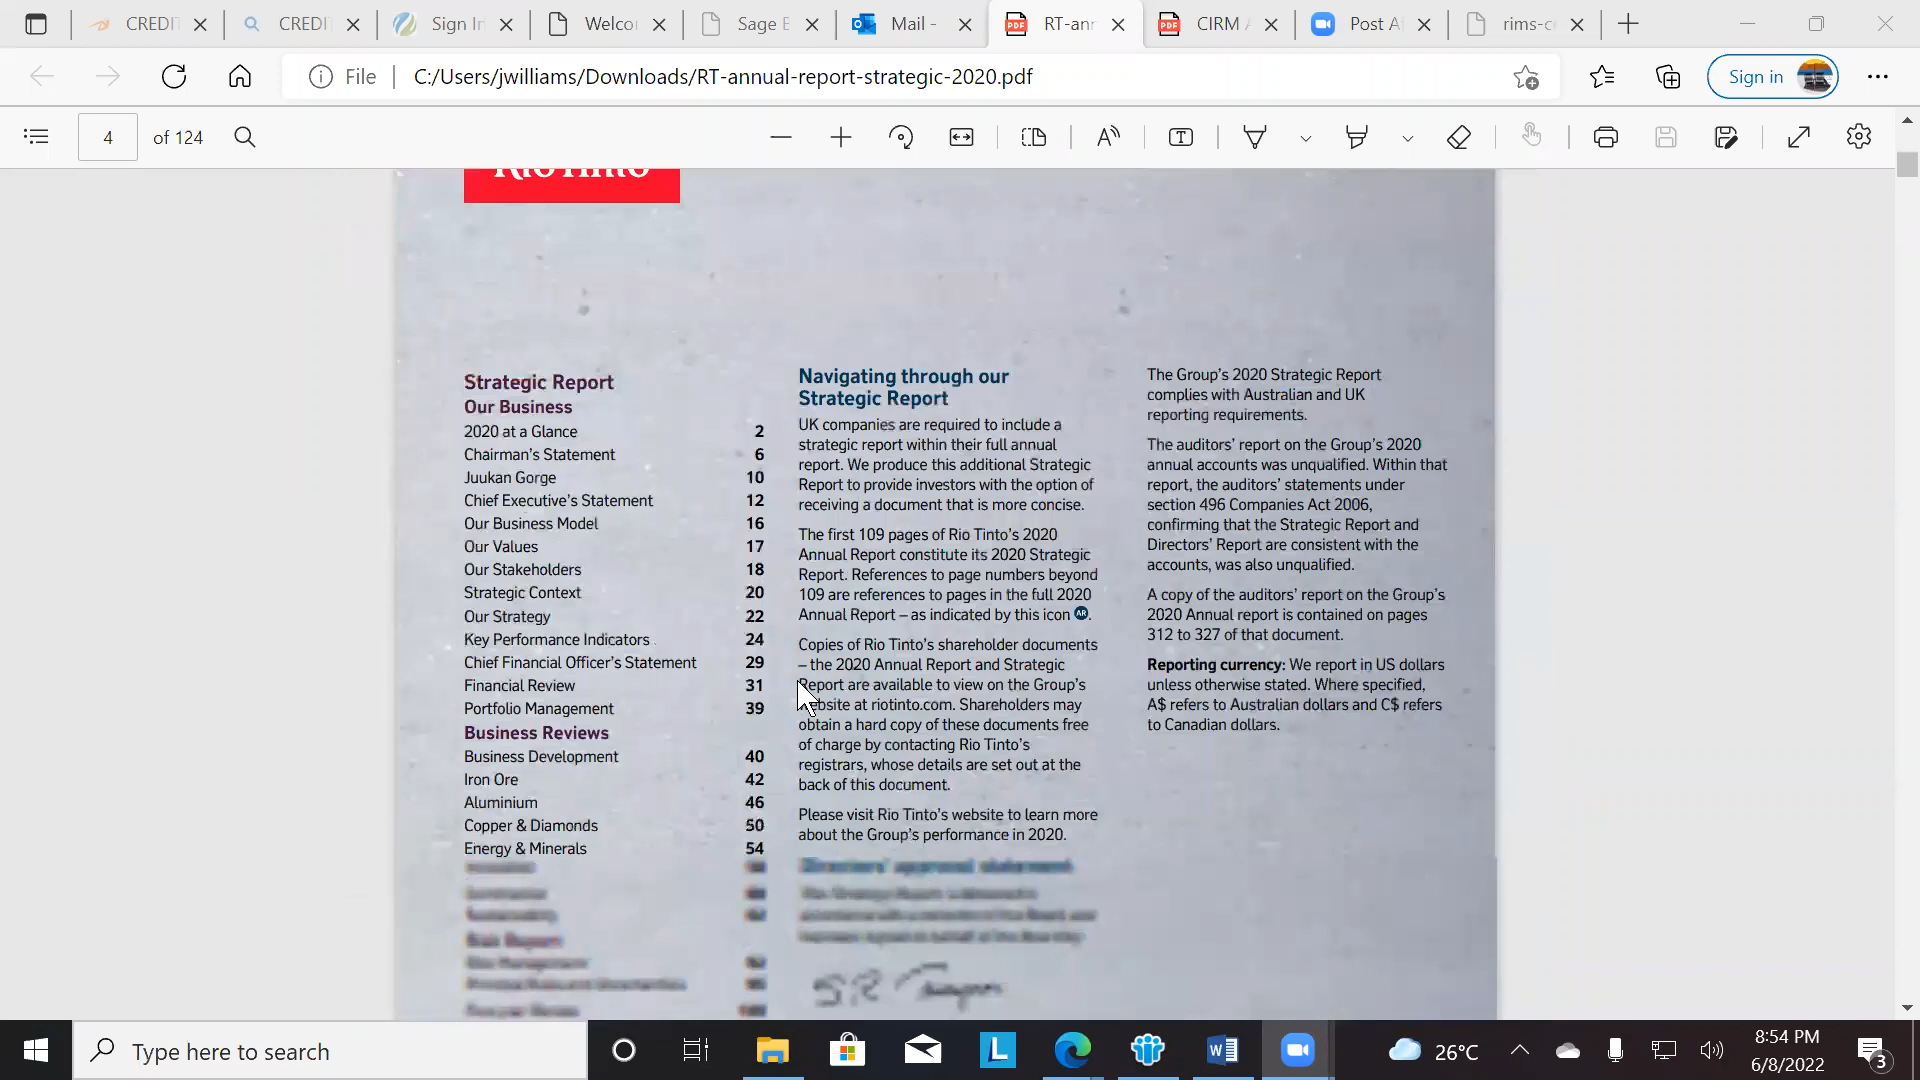 CREDI
CREDI
Sign In
Welco
Sage E
Mail -
RT-ann
CIRM A
Post A
rims-c
File
C:/Users/jwilliams/Downloads/RT-annual-report-strategic-2020.pdf
Sign in
4
of 124
RioTinto
Strategic Report
Our Business
2020 at a Glance 2
Chairman's Statement 6
Juukan Gorge 10
Chief Executive's Statement 12
Our Business Model 16
Our Values 17
Our Stakeholders 18
Strategic Context 20
Our Strategy 22
Key Performance Indicators 24
Chief Financial Officer's Statement 29
Financial Review 31
Portfolio Management 39
Business Reviews
Business Development 40
Iron Ore 42
Aluminium 46
Copper & Diamonds 50
Energy & Minerals 54
Navigating through our
Strategic Report
UK companies are required to include a
strategic report within their full annual
report. We produce this additional Strategic
Report to provide investors with the option of
receiving a document that is more concise.
The first 109 pages of Rio Tinto's 2020
Annual Report constitute its 2020 Strategic
Report. References to page numbers beyond
109 are references to pages in the full 2020
Annual Report – as indicated by this icon AR.
Copies of Rio Tinto's shareholder documents
– the 2020 Annual Report and Strategic
Report are available to view on the Group's
website at riotinto.com. Shareholders may
obtain a hard copy of these documents free
of charge by contacting Rio Tinto's
registrars, whose details are set out at the
back of this document.
Please visit Rio Tinto's website to learn more
about the Group's performance in 2020.
Directors' approval statement
The Group's 2020 Strategic Report
complies with Australian and UK
reporting requirements.
The auditors' report on the Group's 2020
annual accounts was unqualified. Within that
report, the auditors' statements under
section 496 Companies Act 2006,
confirming that the Strategic Report and
Directors' Report are consistent with the
accounts, was also unqualified.
A copy of the auditors' report on the Group's
2020 Annual report is contained on pages
312 to 327 of that document.
Reporting currency: We report in US dollars
unless otherwise stated. Where specified,
A$ refers to Australian dollars and C$ refers
to Canadian dollars.
Type here to search
26°C
8:54 PM
6/8/2022
3